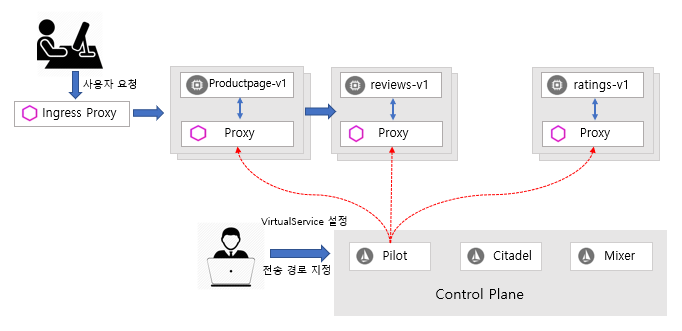 사용자 요청
Ingress Proxy
Productpage-v1
Proxy
reviews-v1
Proxy
ratings-v1
Proxy
VirtualService 설정
전송 경로 지정
Pilot
Citadel
Mixer
Control Plane